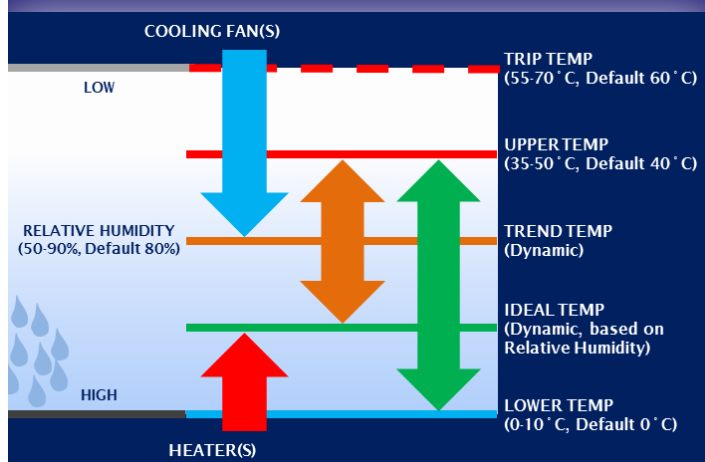 COOLING FAN(S)
TRIP TEMP
(55-70˚C, Default 60˚C)
LOW
UPPER TEMP
(35-50˚C, Default 40˚C)
RELATIVE HUMIDITY
(50-90%, Default 80%)
TREND TEMP
(Dynamic)
IDEAL TEMP
(Dynamic, based on
Relative Humidity)
HIGH
LOWER TEMP
(0-10˚C, Default 0˚C)
HEATER(S)